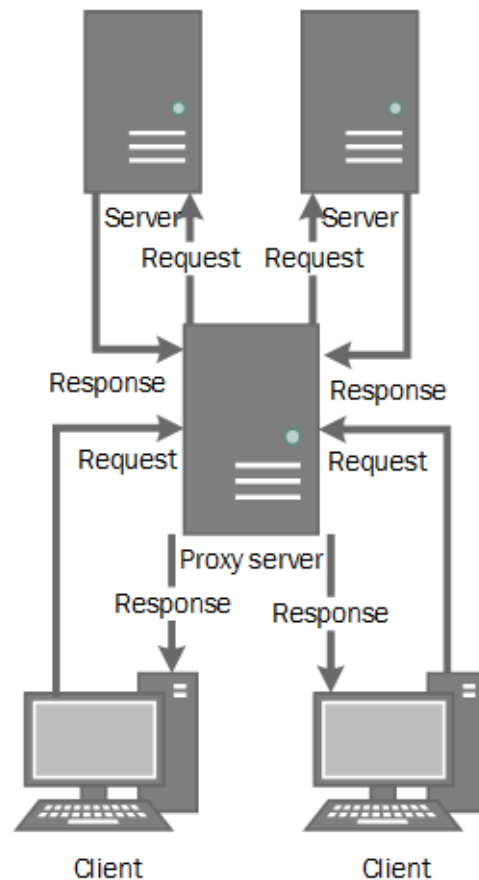 Server
Server
Request
Request
Response
Response
Request
Request
Proxy server
Response
Response
Client
Client